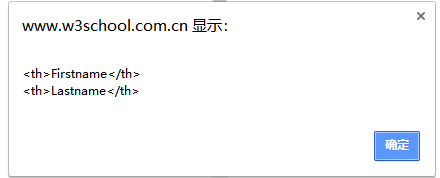 www.w3school.com.cn 显示：
<th>Firstname</th>
<th>Lastname</th>
确定